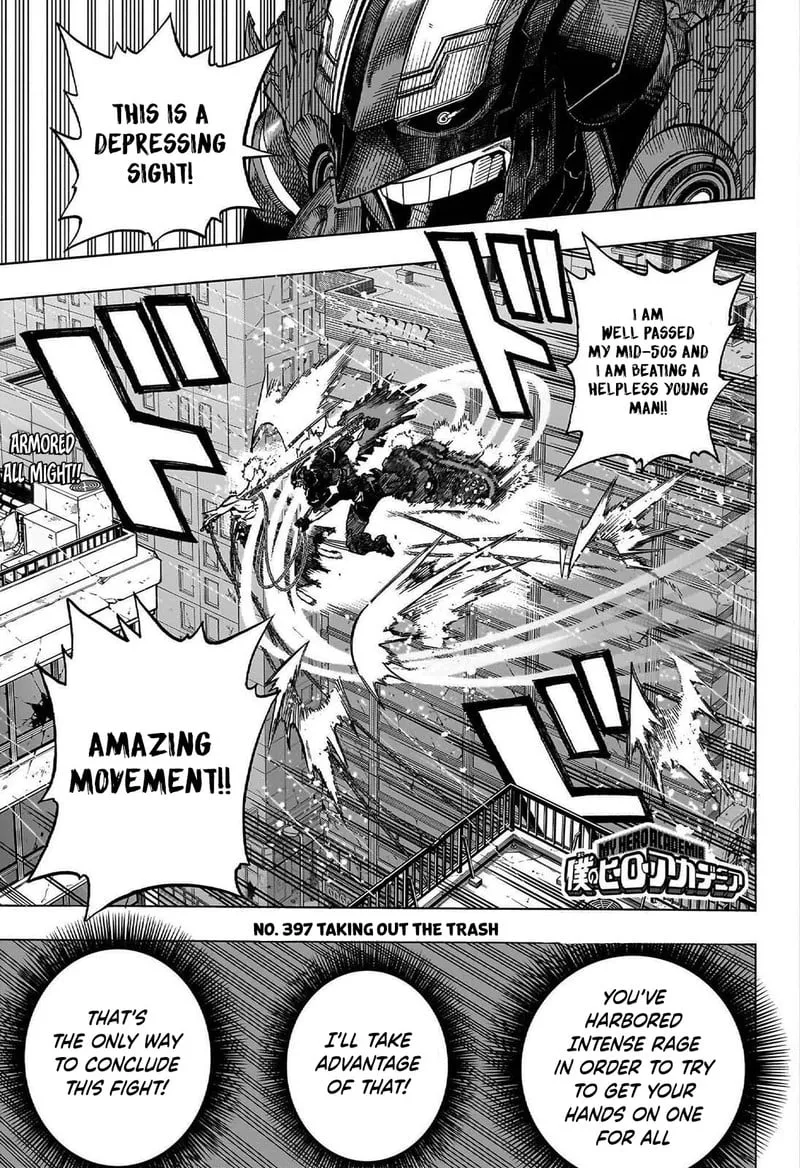 THIS IS A
DEPRESSING
SIGHT!
I AM
WELL PASSED
MY MID-50S AND
I AM BEATING A
HELPLESS YOUNG
MAN!!
ドドド
ARMORED
ALL MIGHT!!
AMAZING
MOVEMENT!!
MY HERO ACADEMIA
僕のヒーローアカデミア
NO. 397 TAKING OUT THE TRASH
YOU'VE
HARBORED
INTENSE RAGE
IN ORDER TO TRY
TO GET YOUR
HANDS ON ONE
FOR ALL
I'LL TAKE
ADVANTAGE
OF THAT!
THAT'S
THE ONLY WAY
TO CONCLUDE
THIS FIGHT!